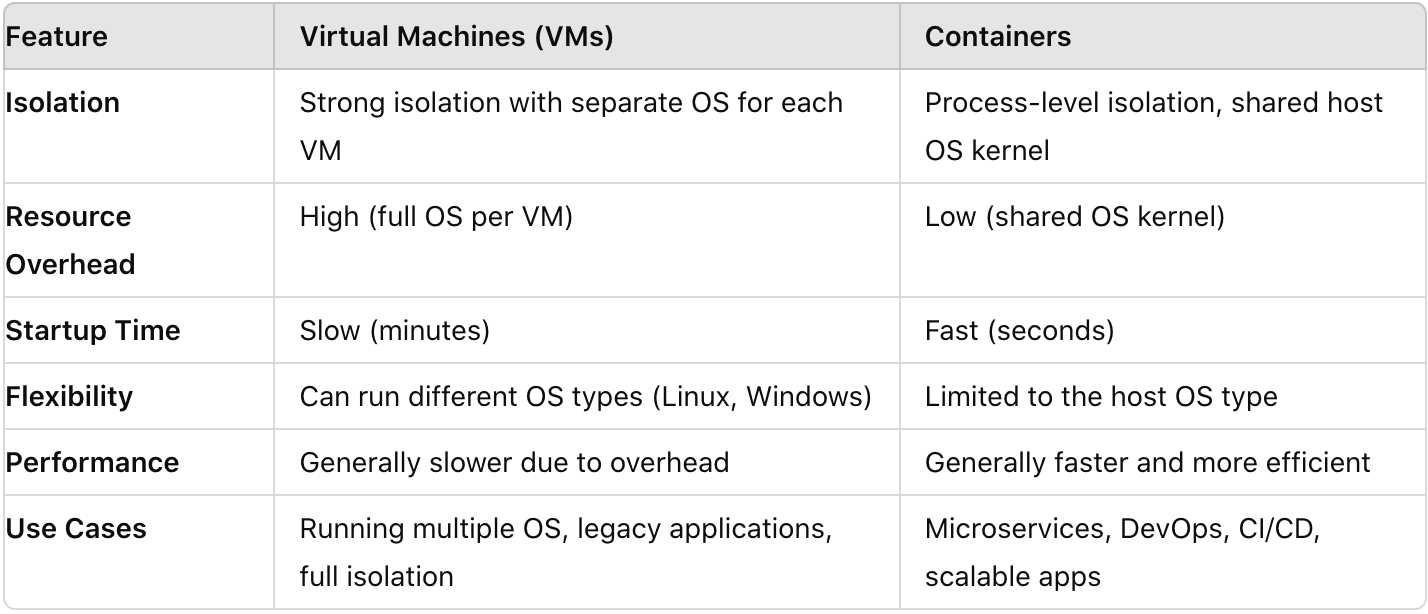 Feature Virtual Machines (VMs) Containers
Isolation Strong isolation with separate OS for each Process-level isolation, shared host
VM OS kernel
Resource High (full OS per VM) Low (shared OS kernel)
Overhead
Startup Time Slow (minutes) Fast (seconds)
Flexibility Can run different OS types (Linux, Windows) Limited to the host OS type
Performance Generally slower due to overhead Generally faster and more efficient
Use Cases Running multiple OS, legacy applications, Microservices, DevOps, CI/CD,
full isolation scalable apps